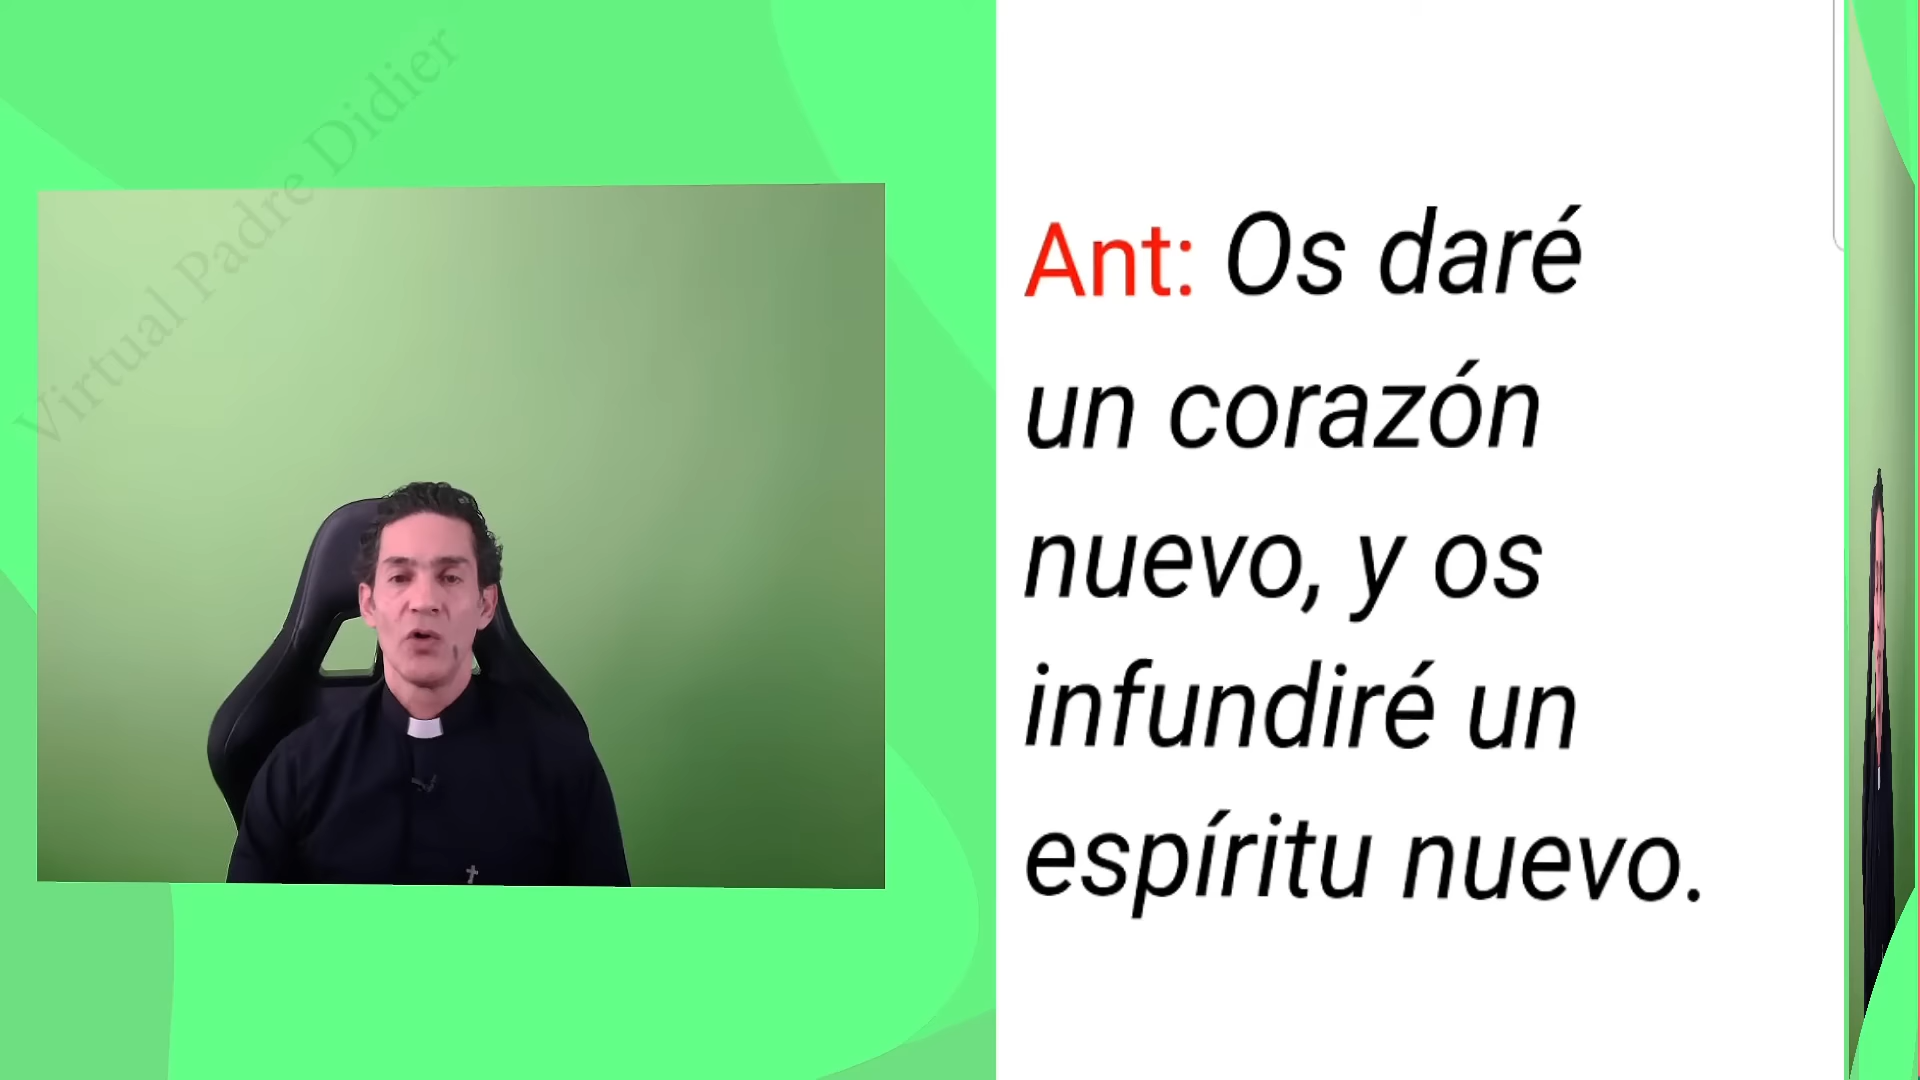 Virtual Padre Didier
Ant: Os daré
un corazón
nuevo, y os
infundiré un
espíritu nuevo.